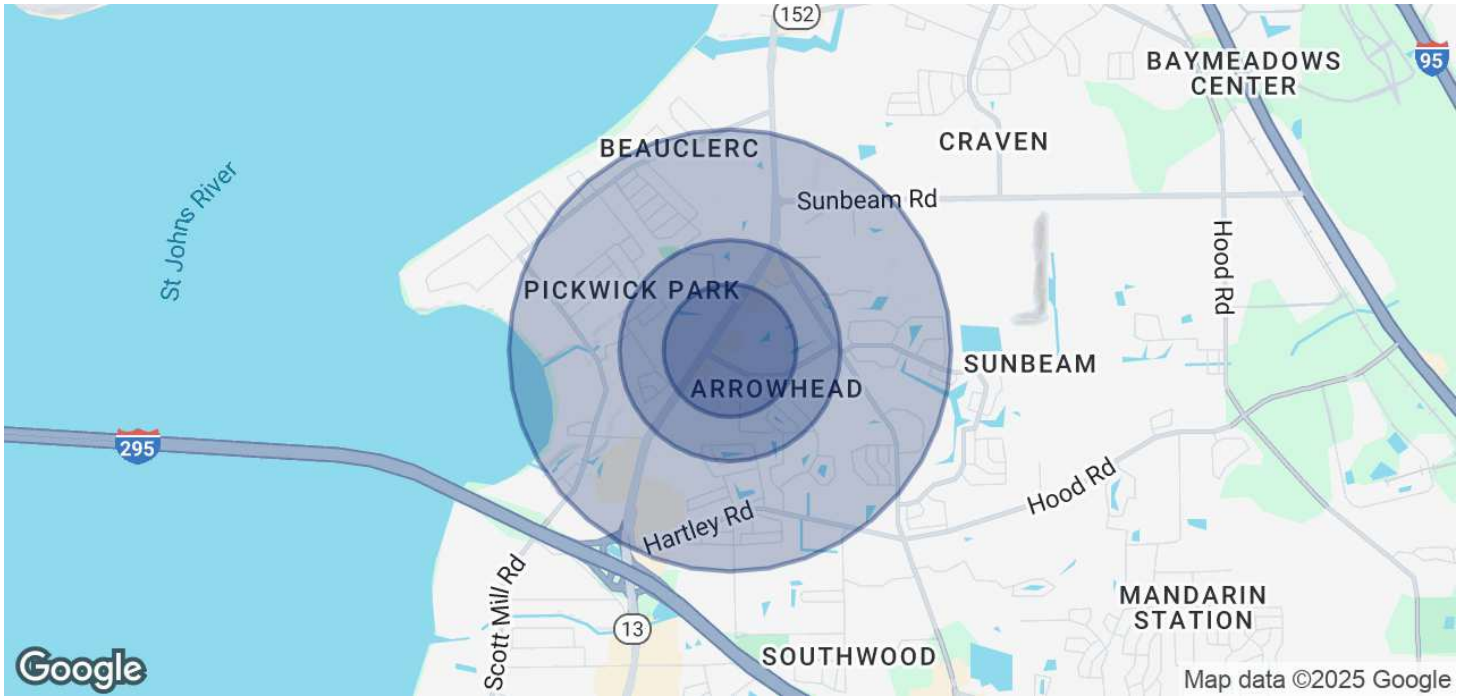 152
BAYMEADOWS
CENTER
95
BEAUCLERC
CRAVEN
Sunbeam Rd
St Johns River
Hood Rd
PICKWICK PARK
SUNBEAM
ARROWHEAD
295
Hood Rd
Hartley Rd
Scott Mill Rd
MANDARIN
STATION
13
SOUTHWOOD
Google
Map data ©2025 Google